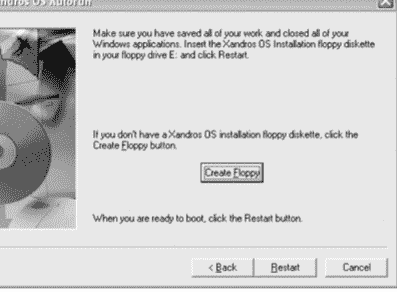 Xandros OS Autorun
Make sure you have saved all of your work and closed all of your
Windows applications. Insert the Xandros OS Installation floppy diskette
in your floppy drive E: and click Restart.
If you don't have a Xandros OS installation floppy diskette, click the
Create Floppy button.
Create Floppy
When you are ready to boot, click the Restart button.
< Back
Restart
Cancel